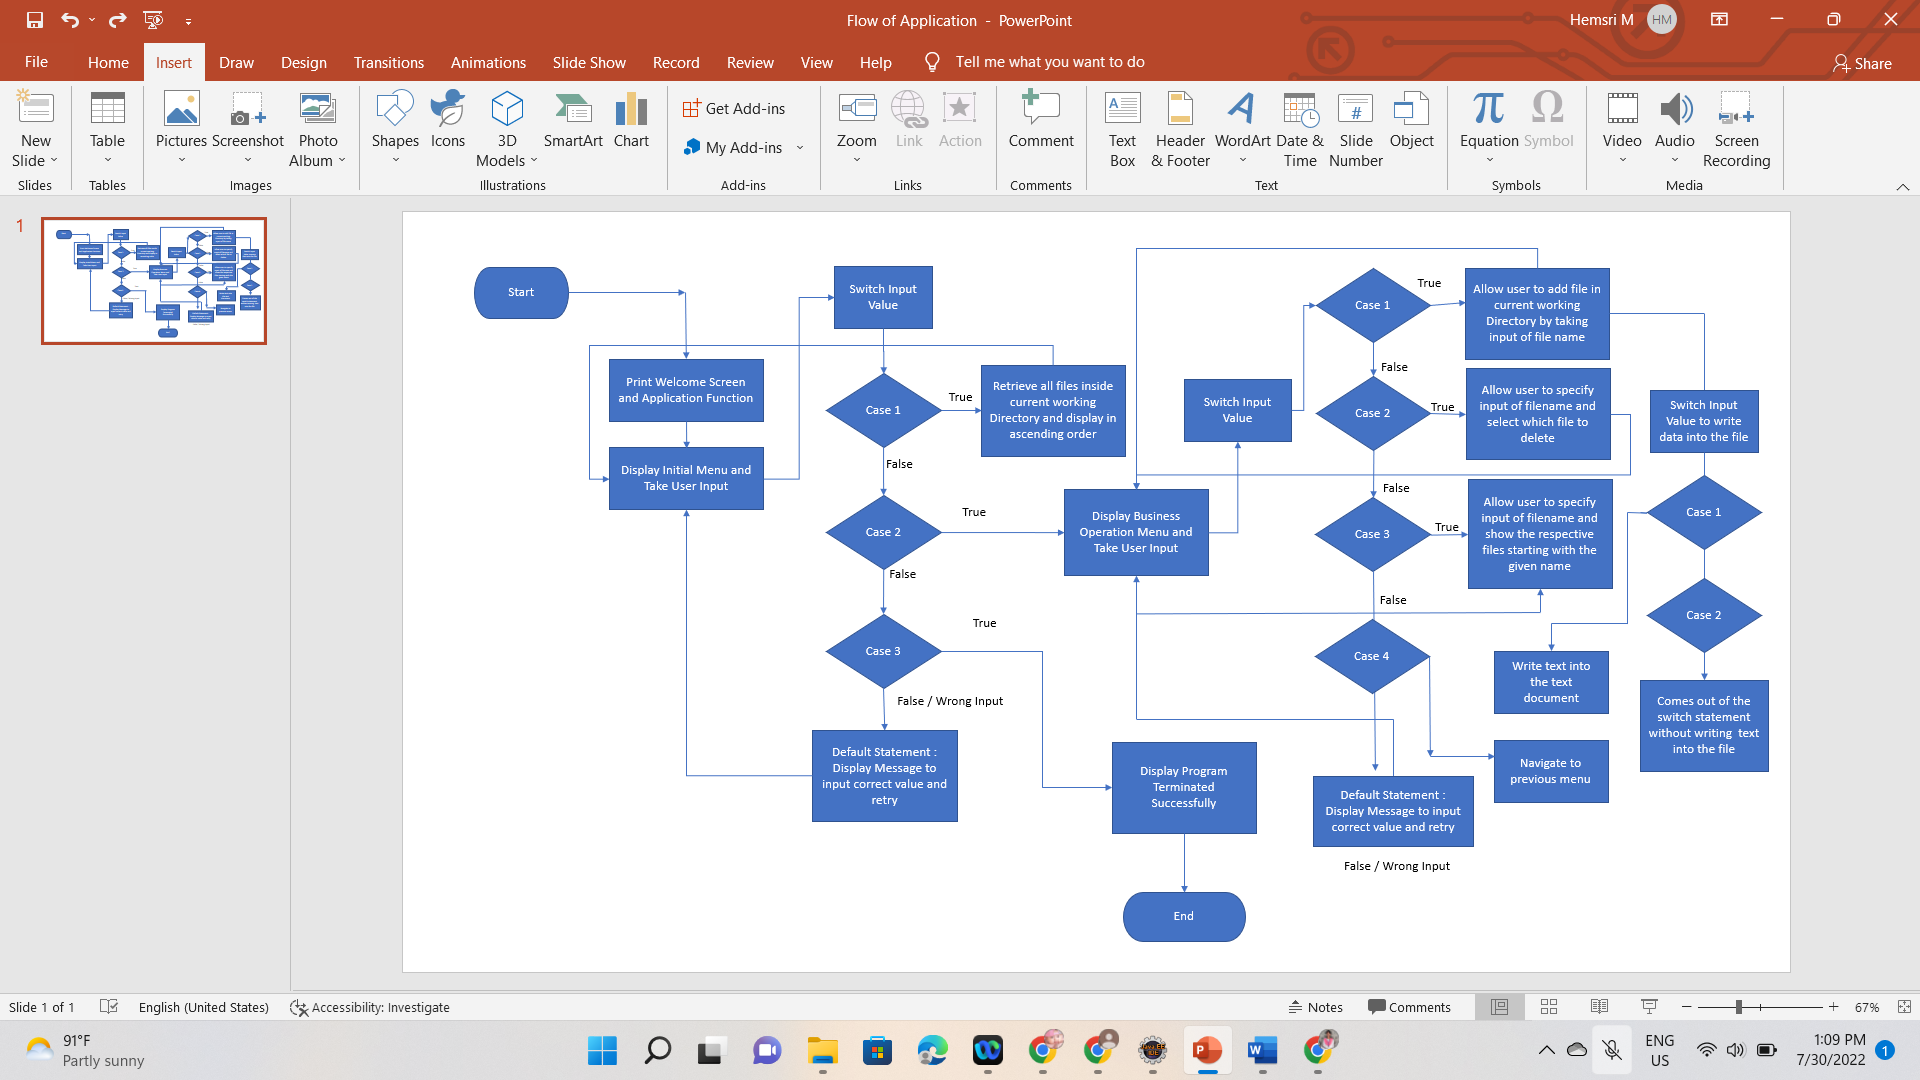 Flow of Application - PowerPoint
Hemsri M
HM
File
Home
Insert
Draw
Design
Transitions
Animations
Slide Show
Record
Review
View
Help
Tell me what you want to do
Share
New
Slide
Slides
Table
Tables
Pictures
Screenshot
Photo
Album
Images
Shapes
Icons
3D
Models
SmartArt
Chart
Illustrations
Get Add-ins
My Add-ins
Add-ins
Zoom
Link
Action
Links
Comment
Comments
Text
Box
Header
& Footer
WordArt
Date &
Time
Slide
Number
Object
Text
Equation
Symbol
Symbols
Video
Audio
Screen
Recording
Media
1
Start
Print Welcome Screen
and Application Function
Display Initial Menu and
Take User Input
Switch Input
Value
Case 1
True
Retrieve all files inside
current working
Directory and display in
ascending order
False
Case 2
True
False
Case 3
True
False / Wrong Input
Default Statement :
Display Message to
input correct value and
retry
Display Business
Operation Menu and
Take User Input
Display Program
Terminated
Successfully
End
Switch Input
Value
Case 1
True
Allow user to add file in
current working
Directory by taking
input of file name
False
Case 2
True
Allow user to specify
input of filename and
select which file to
delete
False
Case 3
True
Allow user to specify
input of filename and
show the respective
files starting with the
given name
False
Case 4
Default Statement :
Display Message to input
correct value and retry
False / Wrong Input
Switch Input
Value to write
data into the file
Case 1
Case 2
Write text into
the text
document
Comes out of the
switch statement
without writing text
into the file
Navigate to
previous menu
Slide 1 of 1
English (United States)
Accessibility: Investigate
Notes
Comments
67%
91°F
Partly sunny
ENG
US
1:09 PM
7/30/2022
1